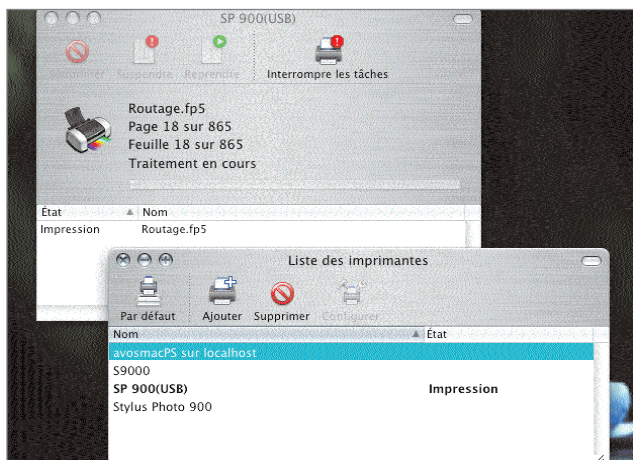 SP 900(USB)
Supprimer Suspendre Reprendre Interrompre les tâches
Routage.fp5
Page 18 sur 865
Feuille 18 sur 865
Traitement en cours
État Nom
Impression Routage.fp5
Liste des imprimantes
Par défaut Ajouter Supprimer Configurer
Nom État
avosmacPS sur localhost
S9000
SP 900(USB) Impression
Stylus Photo 900